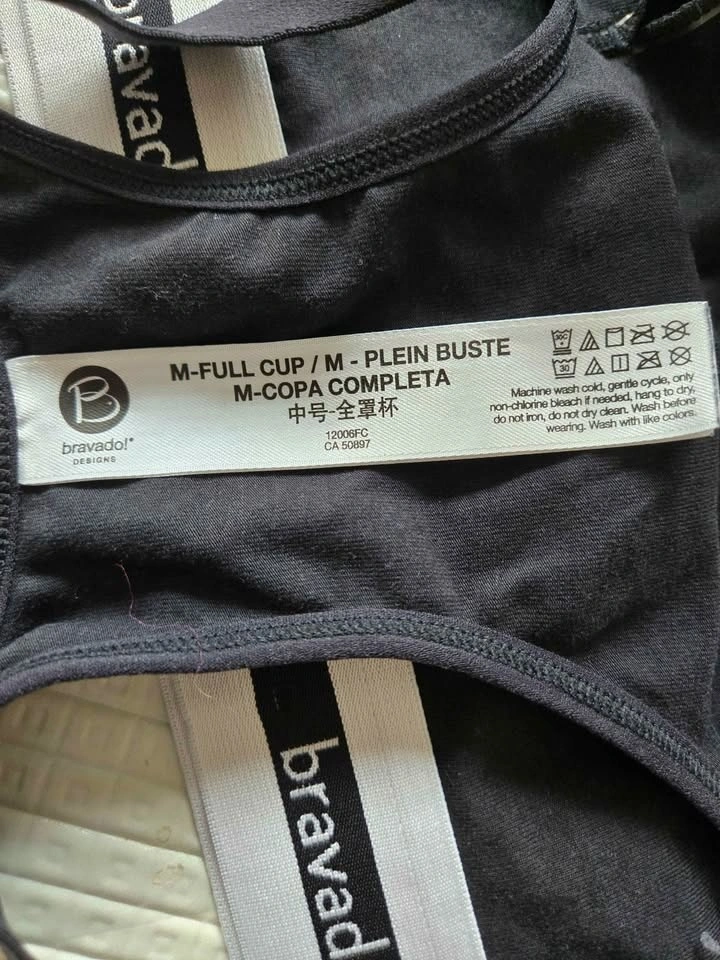 bravad
B
bravado!*
DESIGNS
M-FULL CUP / M - PLEIN BUSTE
M-COPA COMPLETA
中号-全罩杯
12006FC
CA 50897
30
Machine wash cold, gentle cycle, only
non-chlorine bleach if needed, hang to dry,
do not iron, do not dry clean. Wash before
wearing. Wash with like colors.
bravad